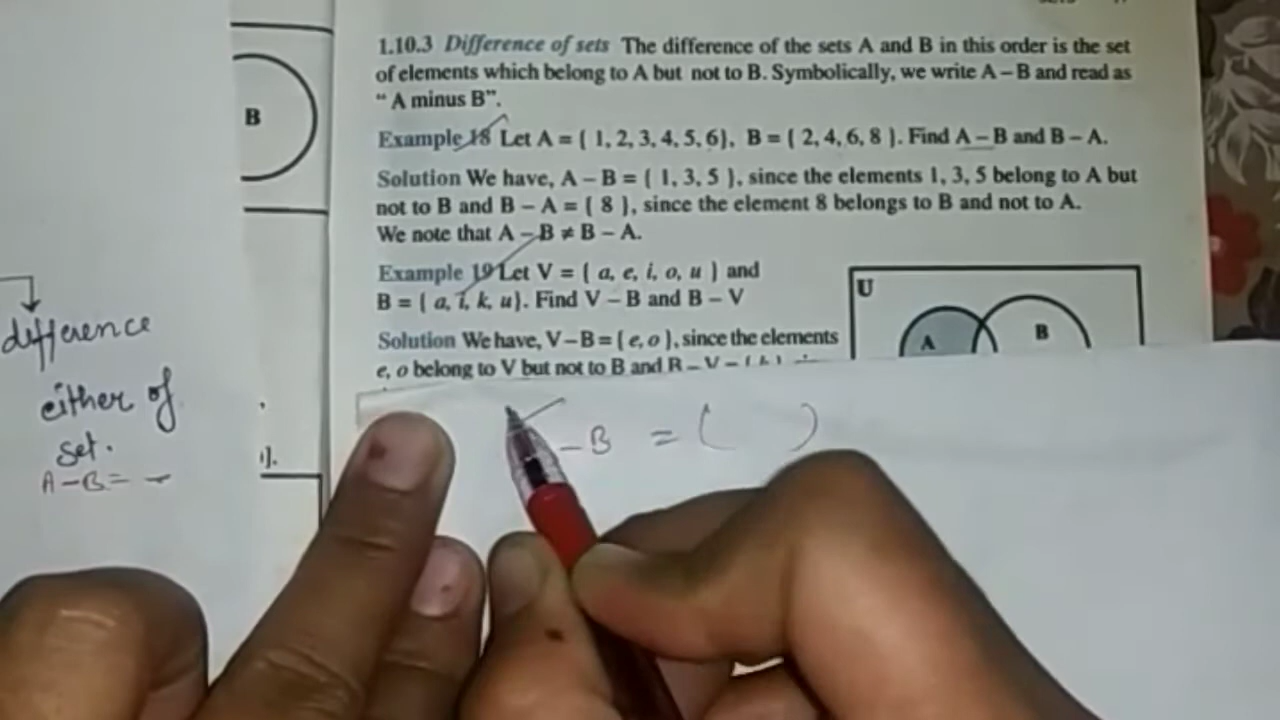 1.10.3 Difference of sets The difference of the sets A and B in this order is the set
of elements which belong to A but not to B. Symbolically, we write A – B and read as
“ A minus B”.
Example 18 Let A = { 1, 2, 3, 4, 5, 6}, B = { 2, 4, 6, 8 }. Find A – B and B – A.
Solution We have, A – B = { 1, 3, 5 }, since the elements 1, 3, 5 belong to A but
not to B and B – A = { 8 }, since the element 8 belongs to B and not to A.
We note that A – B ≠ B – A.
Example 19 Let V = { a, e, i, o, u } and
B = { a, i, k, u}. Find V – B and B – V
Solution We have, V – B = { e, o }, since the elements
e, o belong to V but not to B and B – V = { k }
U
A
B
B
difference
either of
set.
A – B = –
– B = ( )
].